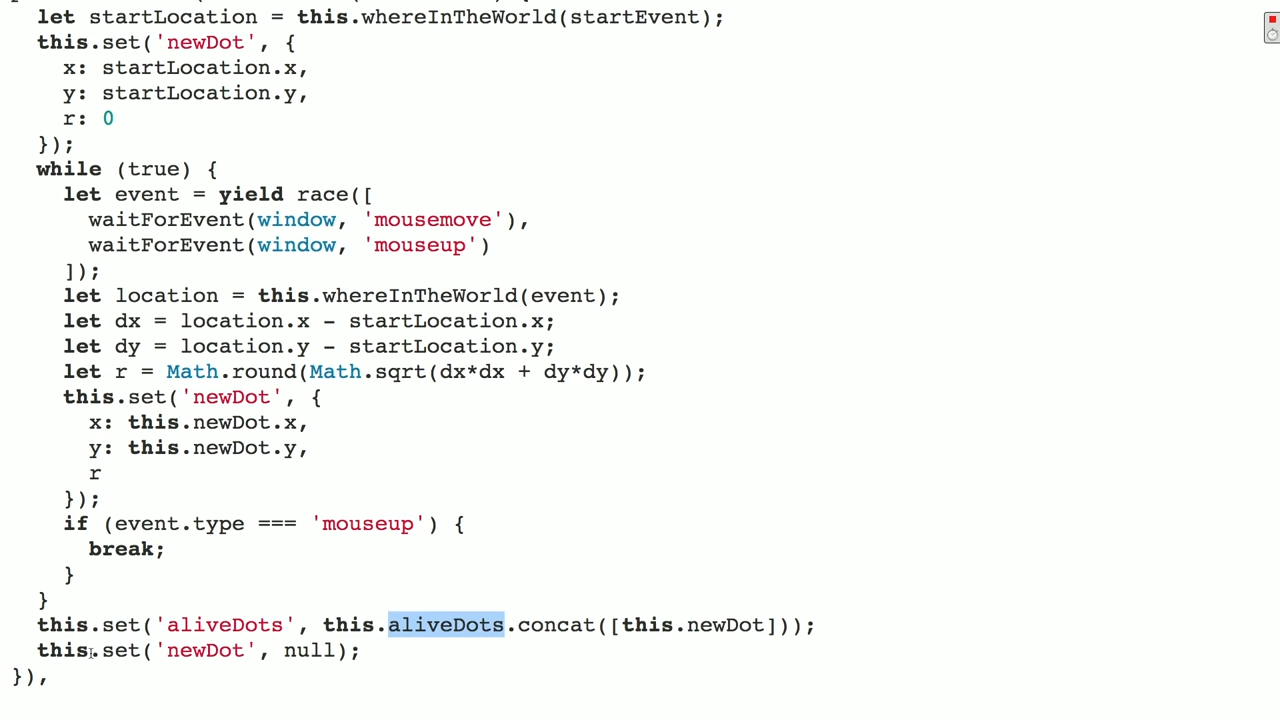 let startLocation = this.whereInTheWorld(startEvent);
this.set('newDot', {
x: startLocation.x,
y: startLocation.y,
r: 0
});
while (true) {
let event = yield race([
waitForEvent(window, 'mousemove'),
waitForEvent(window, 'mouseup')
]);
let location = this.whereInTheWorld(event);
let dx = location.x - startLocation.x;
let dy = location.y - startLocation.y;
let r = Math.round(Math.sqrt(dx*dx + dy*dy));
this.set('newDot', {
x: this.newDot.x,
y: this.newDot.y,
r
});
if (event.type === 'mouseup') {
break;
}
}
this.set('aliveDots', this.aliveDots.concat([this.newDot]));
this.set('newDot', null);
}),